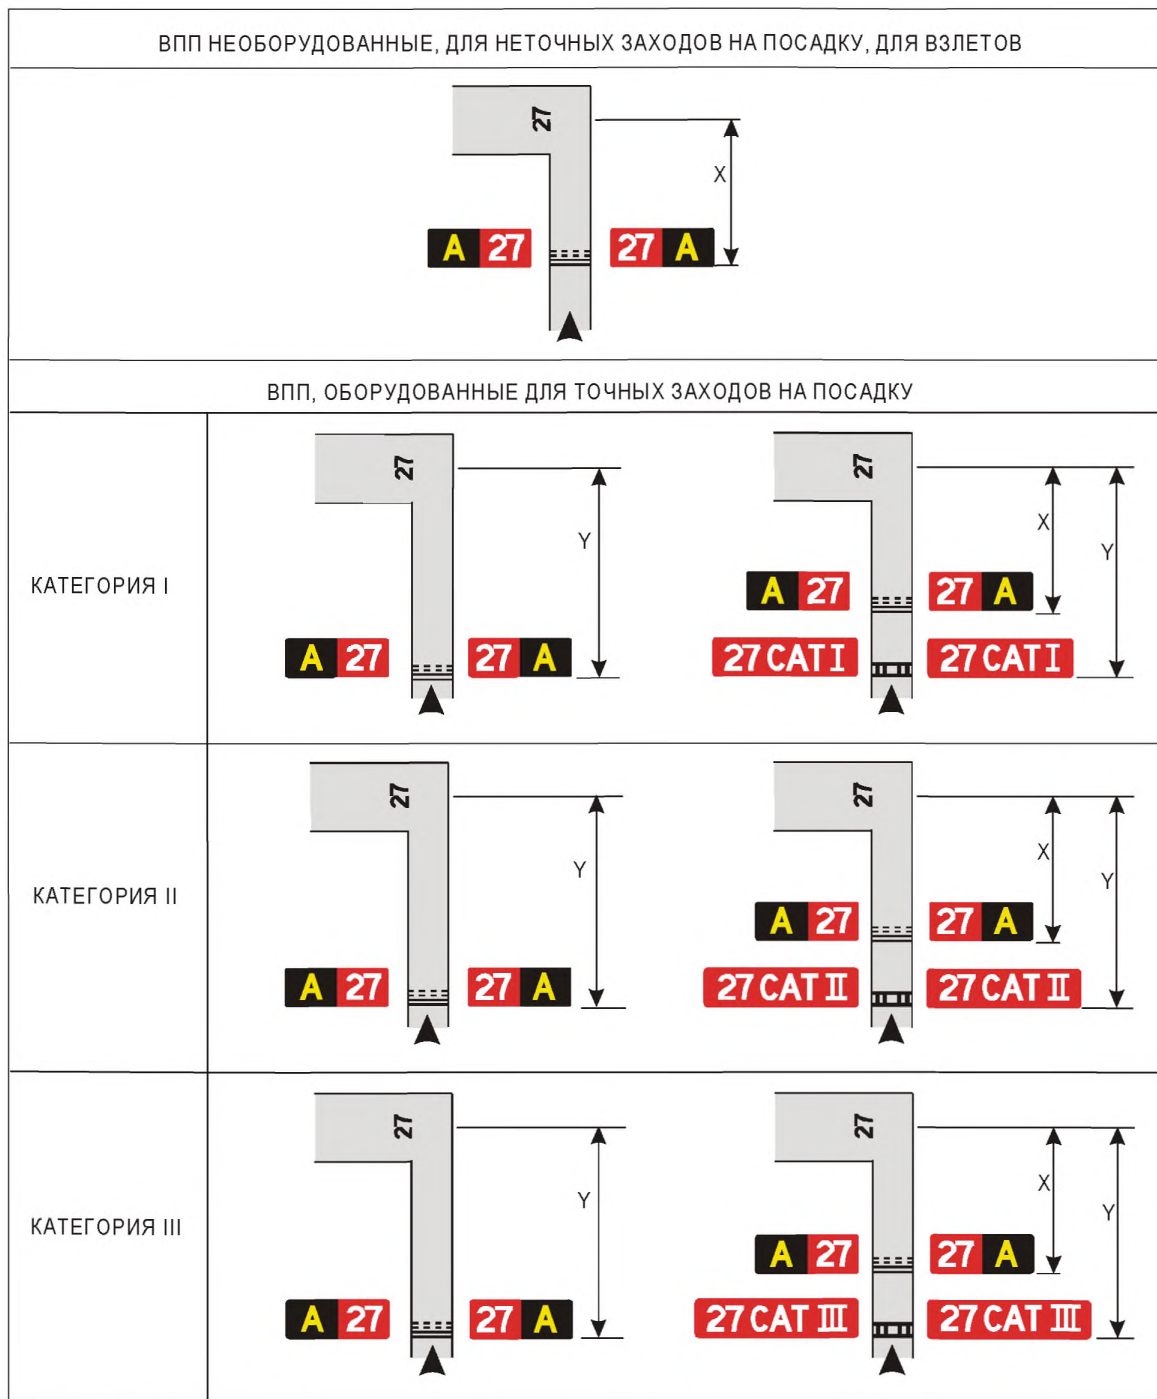 ВПП НЕОБОРУДОВАННЫЕ, ДЛЯ НЕТОЧНЫХ ЗАХОДОВ НА ПОСАДКУ, ДЛЯ ВЗЛЕТОВ
27
X
A 27 27 A
ВПП, ОБОРУДОВАННЫЕ ДЛЯ ТОЧНЫХ ЗАХОДОВ НА ПОСАДКУ
КАТЕГОРИЯ I
27
Y
A 27 27 A
27
X
Y
A 27 27 A
27 CAT I 27 CAT I
КАТЕГОРИЯ II
27
Y
A 27 27 A
27
X
Y
A 27 27 A
27 CAT II 27 CAT II
КАТЕГОРИЯ III
27
Y
A 27 27 A
27
X
Y
A 27 27 A
27 CAT III 27 CAT III